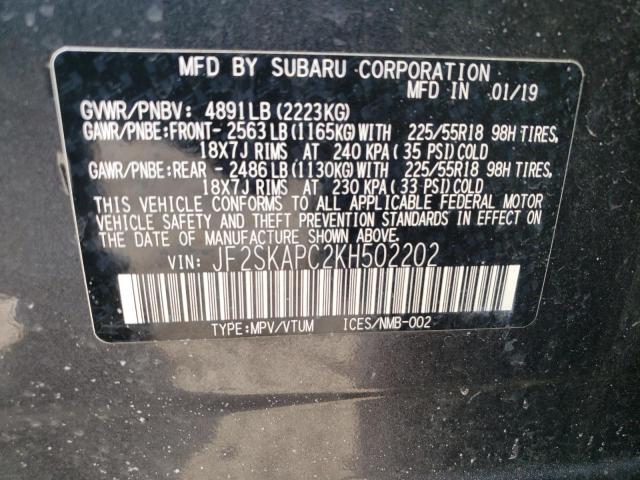 MFD BY SUBARU CORPORATION
MFD IN 01/19
GVWR/PNBV: 4891LB (2223KG)
GAWR/PNBE:FRONT- 2563 LB (1165KG) WITH 225/55R18 98H TIRES,
18X7J RIMS AT 240 KPA (35 PSI) COLD
GAWR/PNBE:REAR - 2486 LB (1130KG) WITH 225/55R18 98H TIRES,
18X7J RIMS AT 230 KPA (33 PSI) COLD
THIS VEHICLE CONFORMS TO ALL APPLICABLE FEDERAL MOTOR
VEHICLE SAFETY AND THEFT PREVENTION STANDARDS IN EFFECT ON
THE DATE OF MANUFACTURE SHOWN ABOVE.
VIN: JF2SKAPC2KH502202
TYPE:MPV/VTUM ICES/NMB-002